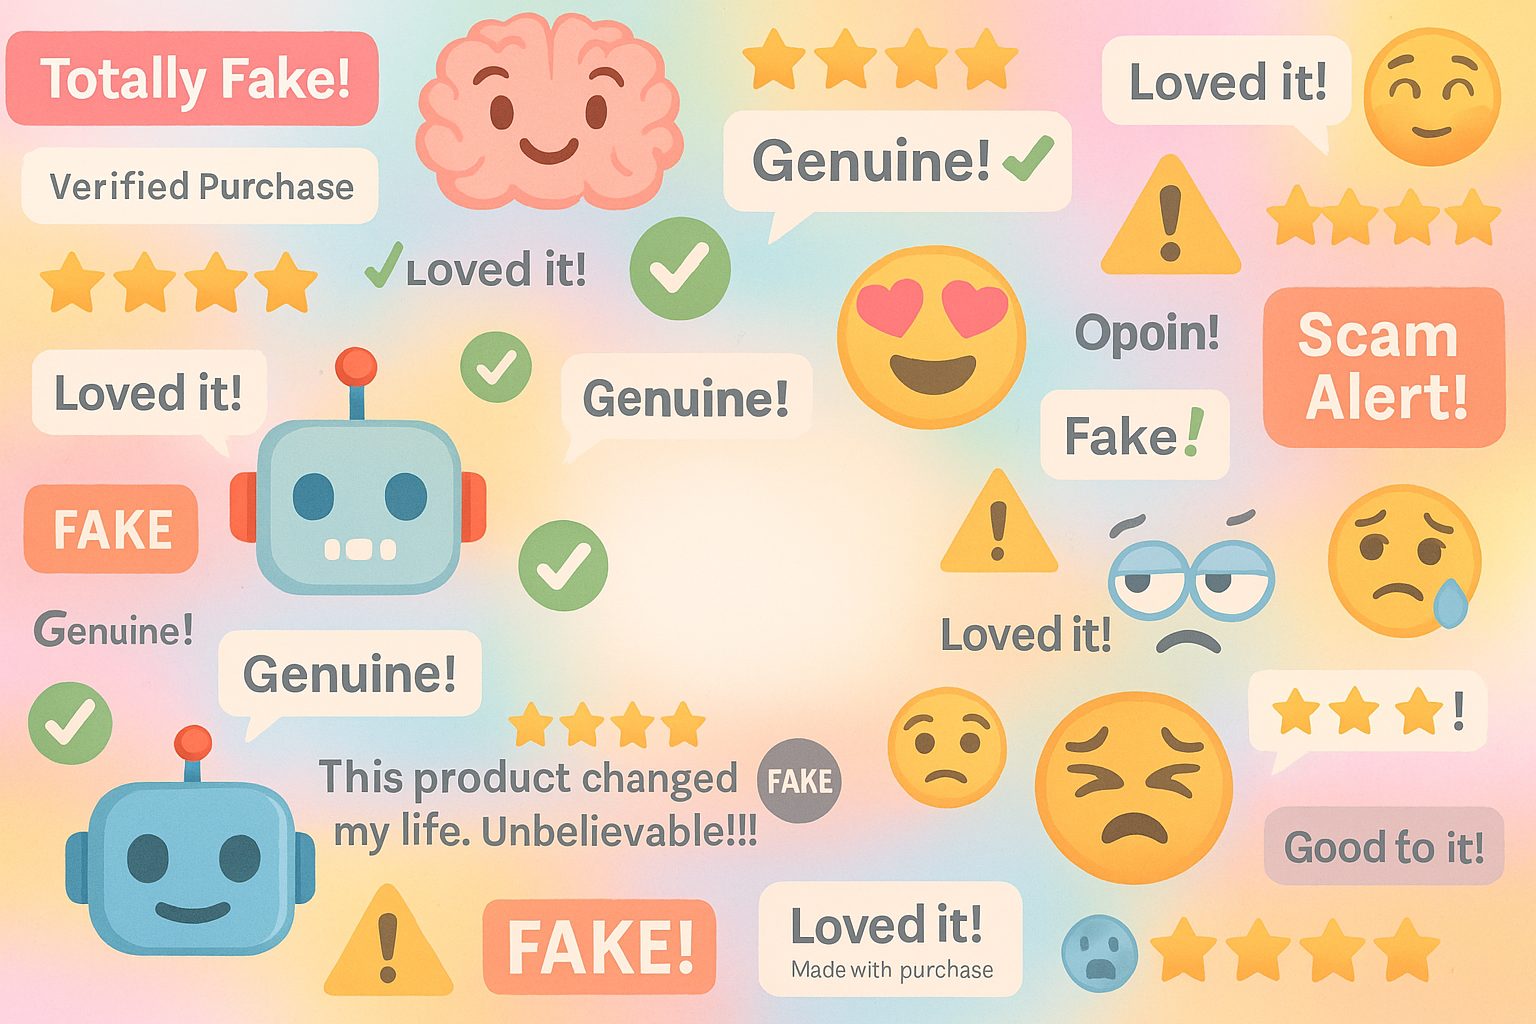 Totally Fake!
Verified Purchase
Loved it!
Genuine!
Loved it!
Opoin!
Scam
Alert!
Loved it!
Genuine!
Fake!
FAKE
Genuine!
Genuine!
Loved it!
!
This product changed
my life. Unbelievable!!!
FAKE
Good to it!
FAKE!
Loved it!
Made with purchase